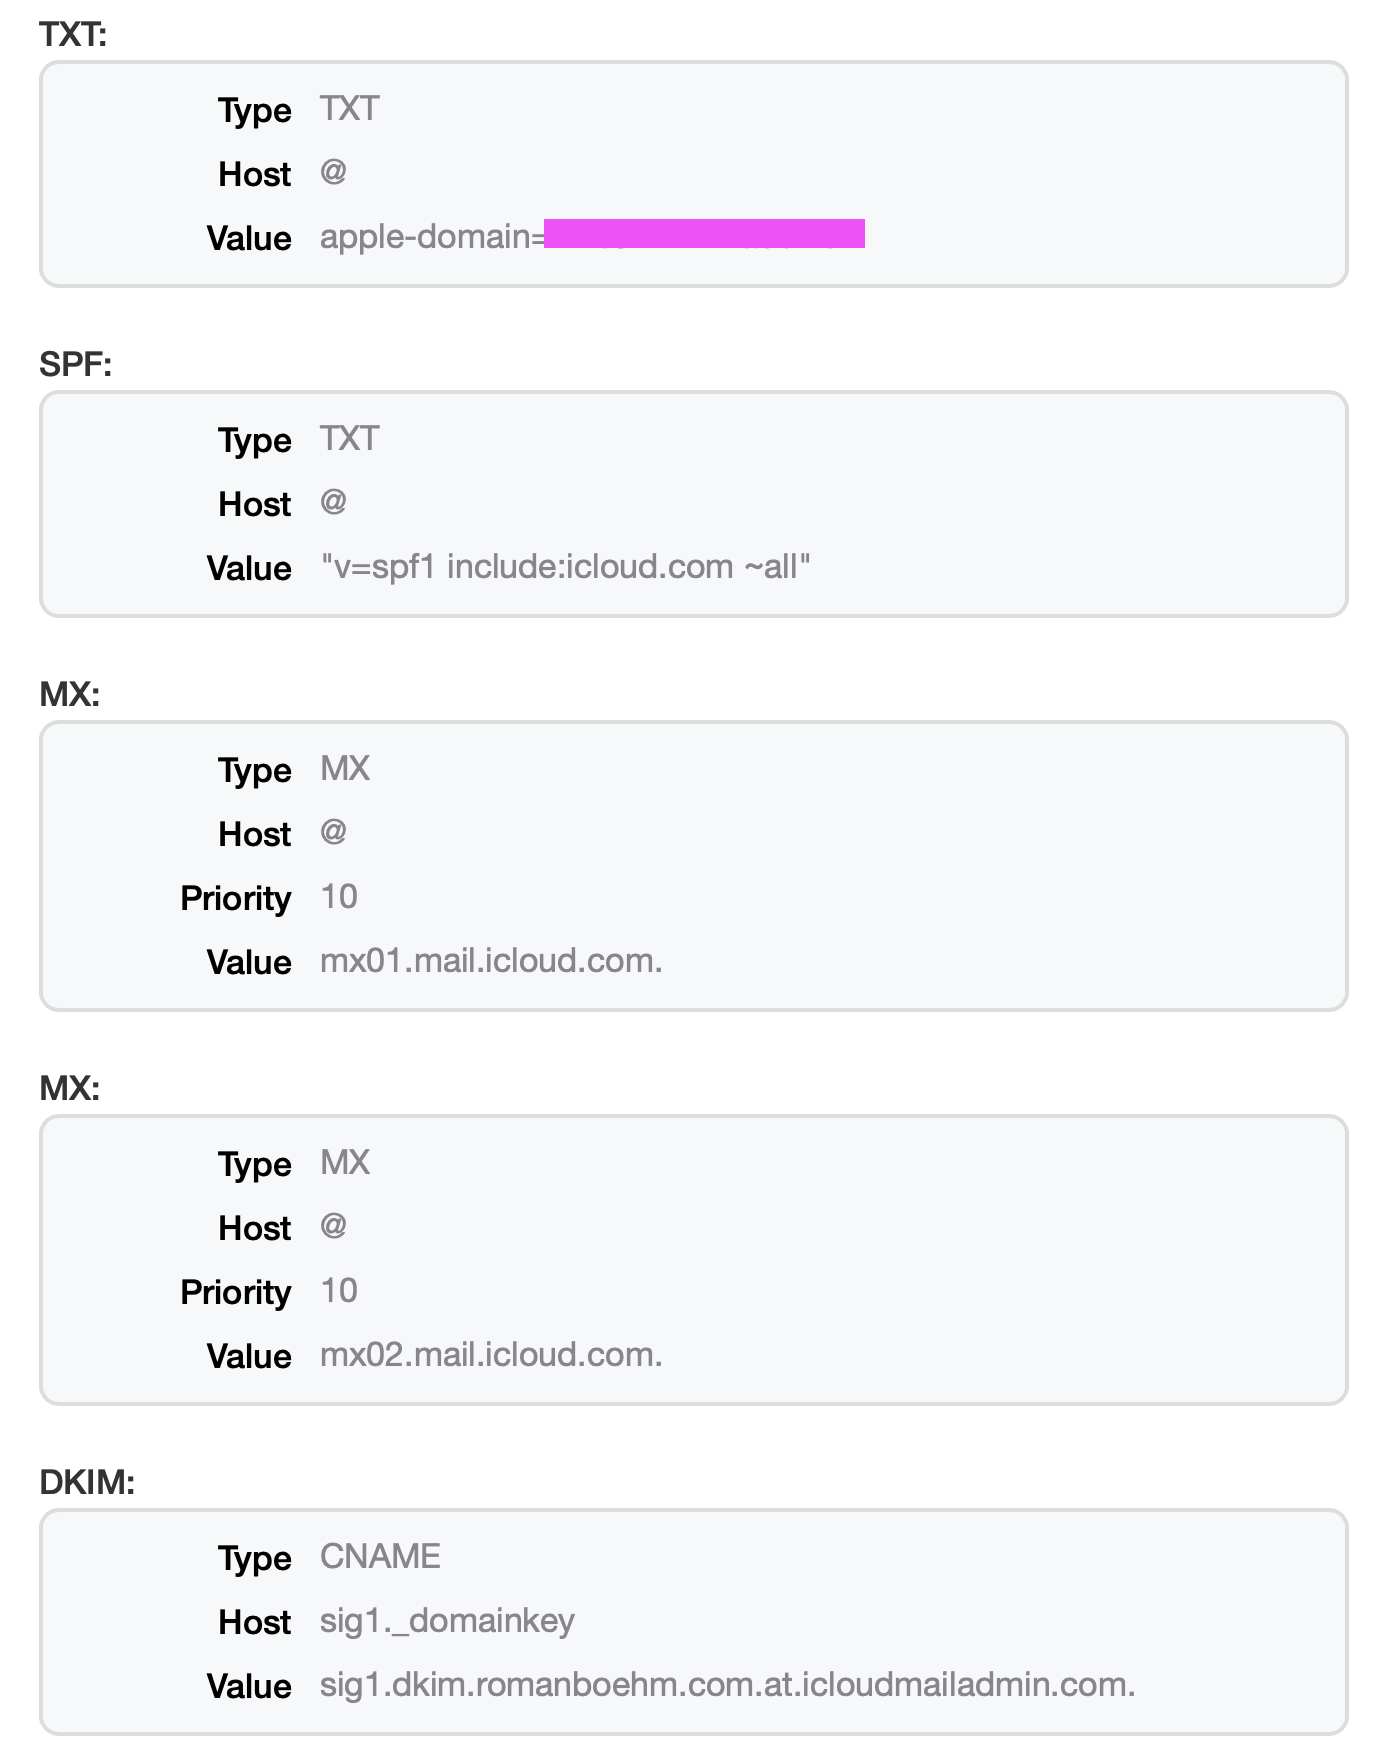 TXT:
Type TXT
Host @
Value apple-domain=
SPF:
Type TXT
Host @
Value "v=spf1 include:icloud.com ~all"
MX:
Type MX
Host @
Priority 10
Value mx01.mail.icloud.com.
MX:
Type MX
Host @
Priority 10
Value mx02.mail.icloud.com.
DKIM:
Type CNAME
Host sig1._domainkey
Value sig1.dkim.romanboehm.com.at.icloudmailadmin.com.